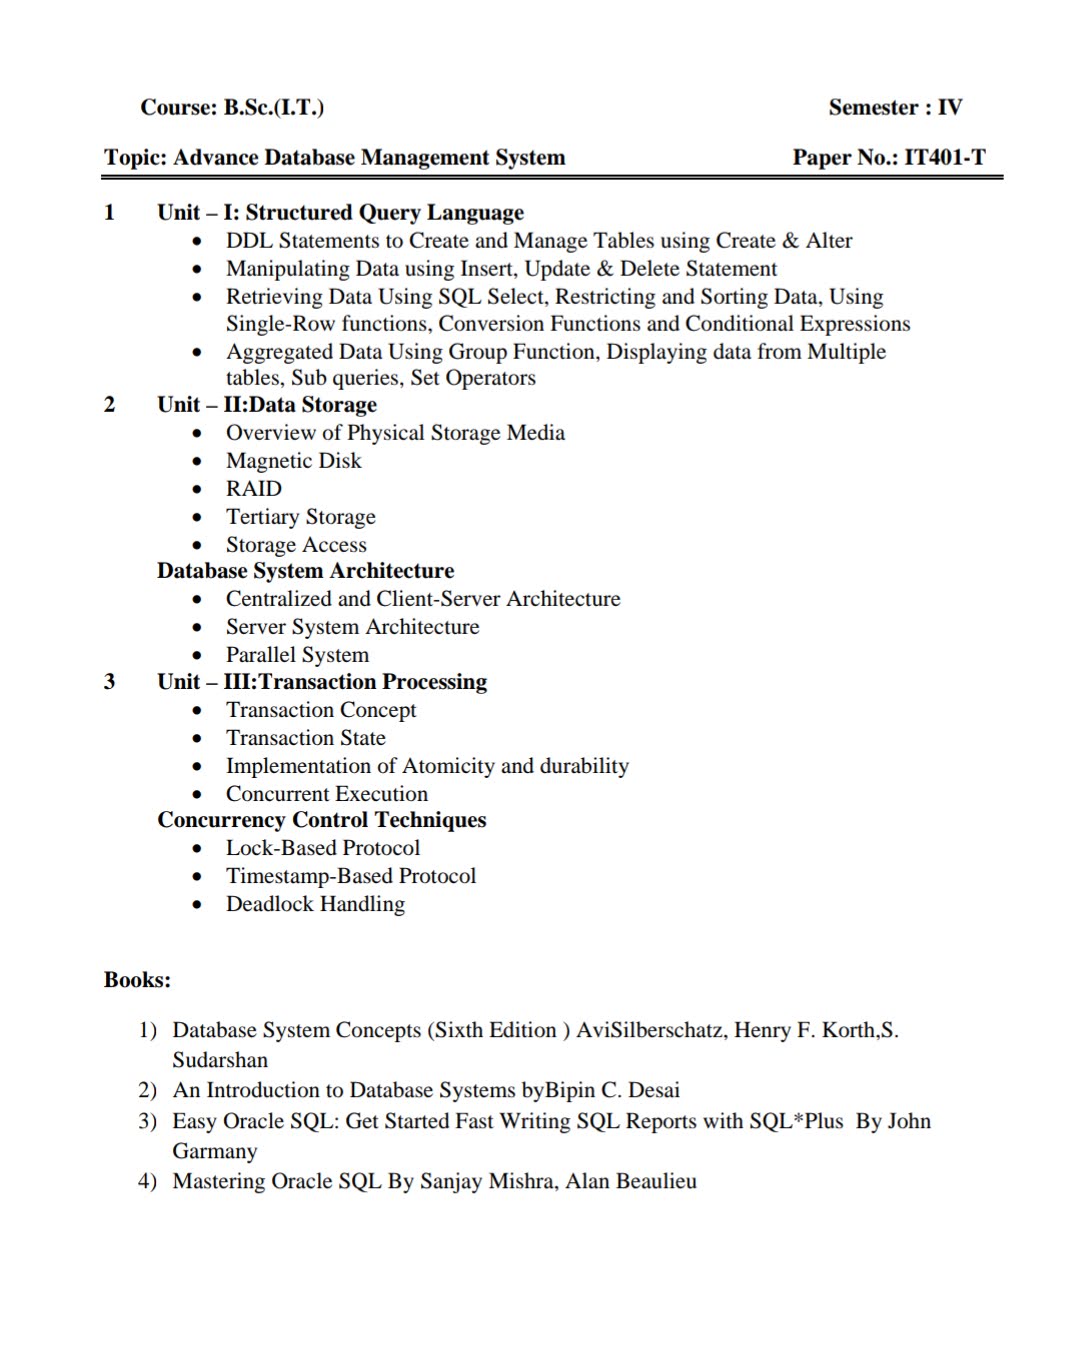 Course: B.Sc.(I.T.) Semester : IV
Topic: Advance Database Management System Paper No.: IT401-T
1 Unit – I: Structured Query Language
• DDL Statements to Create and Manage Tables using Create & Alter
• Manipulating Data using Insert, Update & Delete Statement
• Retrieving Data Using SQL Select, Restricting and Sorting Data, Using
Single-Row functions, Conversion Functions and Conditional Expressions
• Aggregated Data Using Group Function, Displaying data from Multiple
tables, Sub queries, Set Operators
2 Unit – II:Data Storage
• Overview of Physical Storage Media
• Magnetic Disk
• RAID
• Tertiary Storage
• Storage Access
Database System Architecture
• Centralized and Client-Server Architecture
• Server System Architecture
• Parallel System
3 Unit – III:Transaction Processing
• Transaction Concept
• Transaction State
• Implementation of Atomicity and durability
• Concurrent Execution
Concurrency Control Techniques
• Lock-Based Protocol
• Timestamp-Based Protocol
• Deadlock Handling
Books:
1) Database System Concepts (Sixth Edition ) AviSilberschatz, Henry F. Korth,S.
Sudarshan
2) An Introduction to Database Systems byBipin C. Desai
3) Easy Oracle SQL: Get Started Fast Writing SQL Reports with SQL*Plus By John
Garmany
4) Mastering Oracle SQL By Sanjay Mishra, Alan Beaulieu